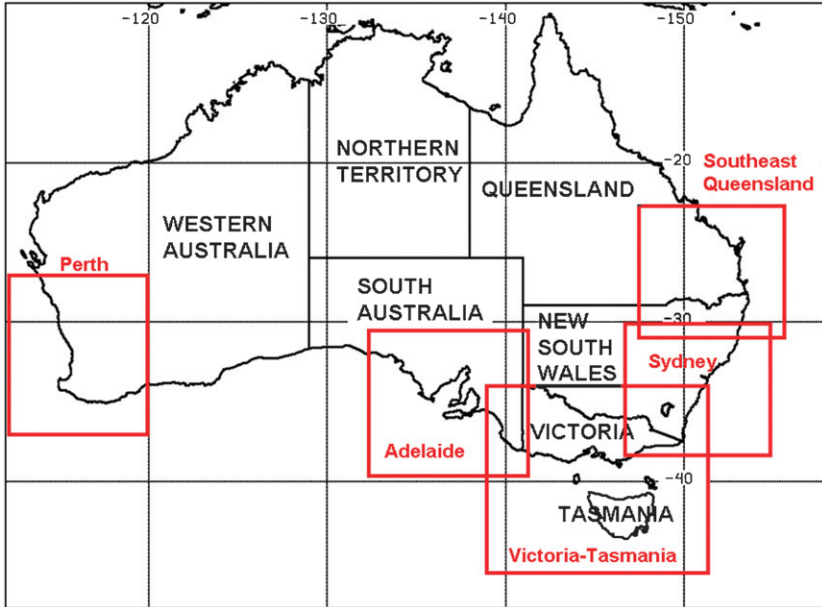 -120
-130
-140
-150
NORTHERN
TERRITORY
-20
Southeast
Queensland
QUEENSLAND
WESTERN
AUSTRALIA
Perth
SOUTH
AUSTRALIA
-30
NEW
SOUTH
WALES
Sydney
VICTORIA
Adelaide
-40
TASMANIA
Victoria-Tasmania